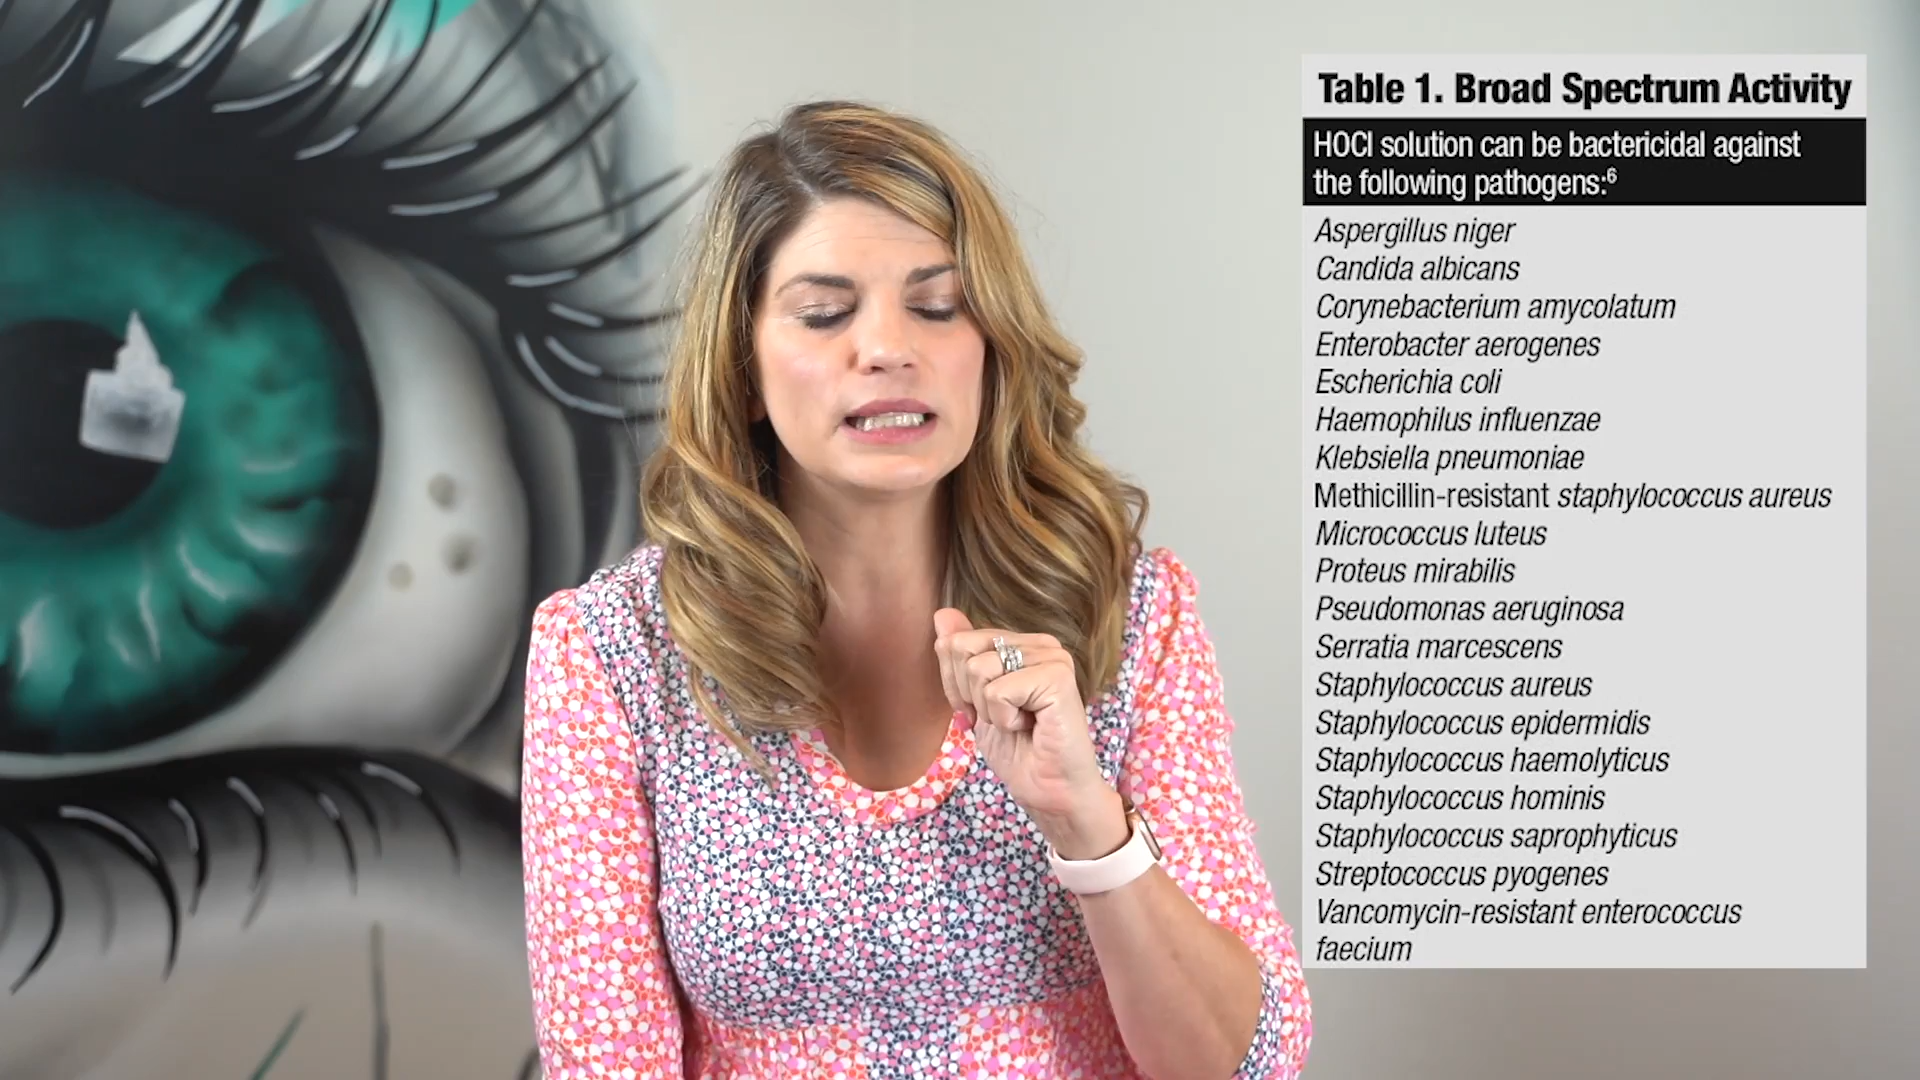 Table 1. Broad Spectrum Activity
HOCl solution can be bactericidal against
the following pathogens:6
Aspergillus niger
Candida albicans
Corynebacterium amycolatum
Enterobacter aerogenes
Escherichia coli
Haemophilus influenzae
Klebsiella pneumoniae
Methicillin-resistant staphylococcus aureus
Micrococcus luteus
Proteus mirabilis
Pseudomonas aeruginosa
Serratia marcescens
Staphylococcus aureus
Staphylococcus epidermidis
Staphylococcus haemolyticus
Staphylococcus hominis
Staphylococcus saprophyticus
Streptococcus pyogenes
Vancomycin-resistant enterococcus
faecium